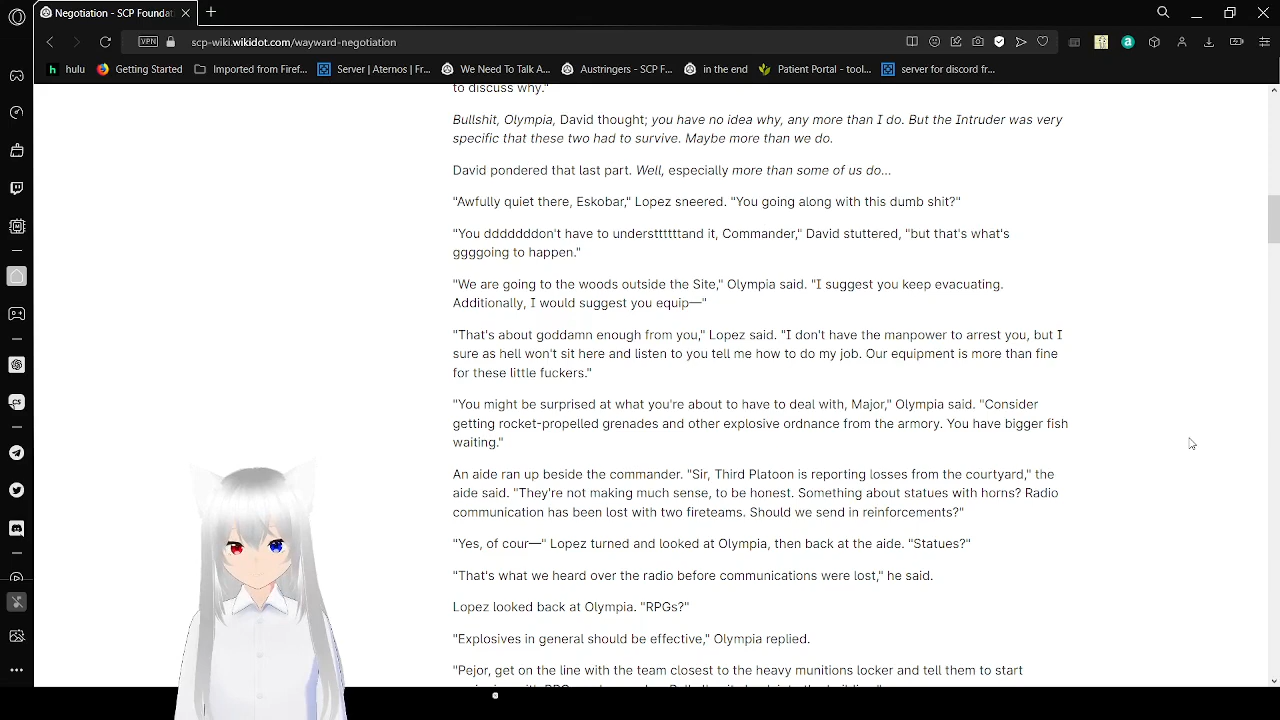 Negotiation - SCP Foundat
VPN
scp-wiki.wikidot.com/wayward-negotiation
a
h hulu
Getting Started
Imported from Firef...
Server | Aternos | Fr...
We Need To Talk A...
Austringers - SCP F...
in the end
Patient Portal - tool...
server for discord fr...
to discuss why."
Bullshit, Olympia, David thought; you have no idea why, any more than I do. But the Intruder was very
specific that these two had to survive. Maybe more than we do.
David pondered that last part. Well, especially more than some of us do...
"Awfully quiet there, Eskobar," Lopez sneered. "You going along with this dumb shit?"
"You dddddddon't have to understtttttand it, Commander," David stuttered, "but that's what's
ggggoing to happen."
"We are going to the woods outside the Site," Olympia said. "I suggest you keep evacuating.
Additionally, I would suggest you equip—"
"That's about goddamn enough from you," Lopez said. "I don't have the manpower to arrest you, but I
sure as hell won't sit here and listen to you tell me how to do my job. Our equipment is more than fine
for these little fuckers."
"You might be surprised at what you're about to have to deal with, Major," Olympia said. "Consider
getting rocket-propelled grenades and other explosive ordnance from the armory. You have bigger fish
waiting."
An aide ran up beside the commander. "Sir, Third Platoon is reporting losses from the courtyard," the
aide said. "They're not making much sense, to be honest. Something about statues with horns? Radio
communication has been lost with two fireteams. Should we send in reinforcements?"
"Yes, of cour—" Lopez turned and looked at Olympia, then back at the aide. "Statues?"
"That's what we heard over the radio before communications were lost," he said.
Lopez looked back at Olympia. "RPGs?"
"Explosives in general should be effective," Olympia replied.
"Pejor, get on the line with the team closest to the heavy munitions locker and tell them to start